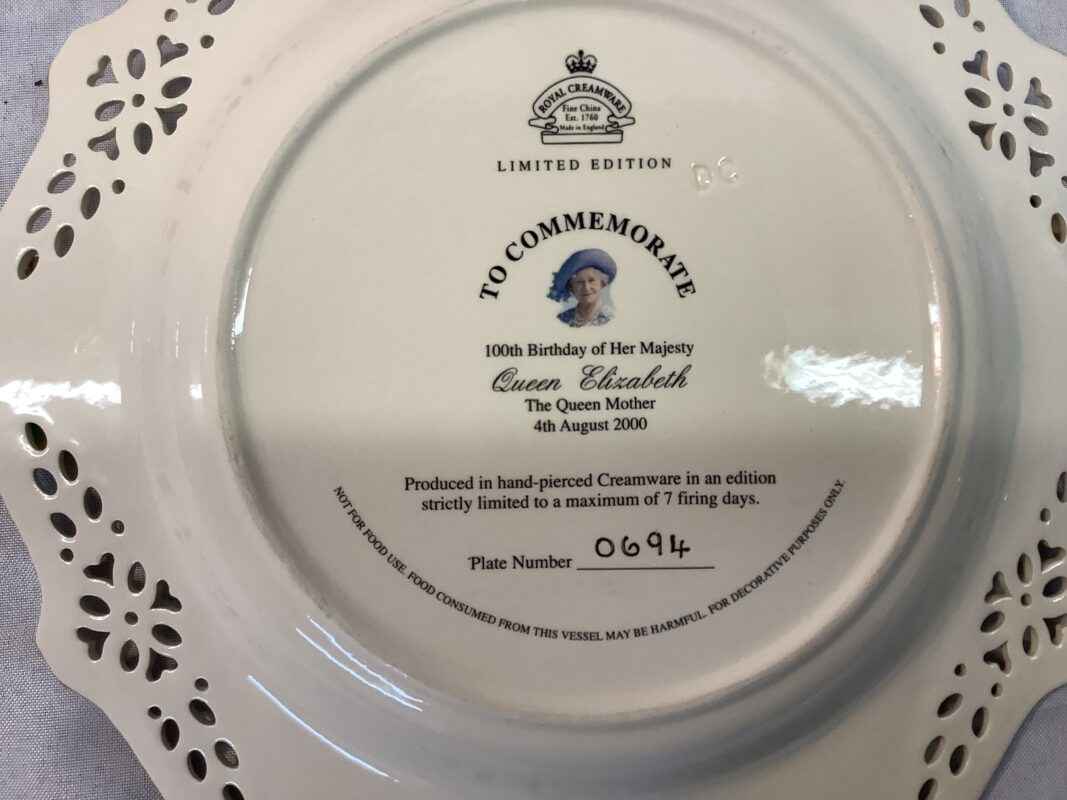 ROYAL CREAMWARE
Fine China
Est. 1760
Made in England
LIMITED EDITION
DC
TO COMMEMORATE
100th Birthday of Her Majesty
Queen Elizabeth
The Queen Mother
4th August 2000
Produced in hand-pierced Creamware in an edition
strictly limited to a maximum of 7 firing days.
Plate Number 0694
NOT FOR FOOD USE. FOOD CONSUMED FROM THIS VESSEL MAY BE HARMFUL. FOR DECORATIVE PURPOSES ONLY.